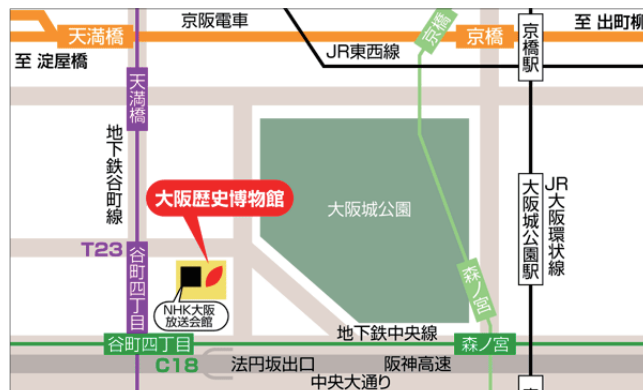 京阪電車
天満橋
京橋
京橋
至 出町柳
至 淀屋橋
JR東西線
京橋駅
天満橋
地下鉄谷町線
大阪歴史博物館
大阪城公園
大阪城公園駅
JR大阪環状線
T23
谷町四丁目
NHK大阪
放送会館
森ノ宮
地下鉄中央線
谷町四丁目
森ノ宮
C18
法円坂出口
阪神高速
中央大通り